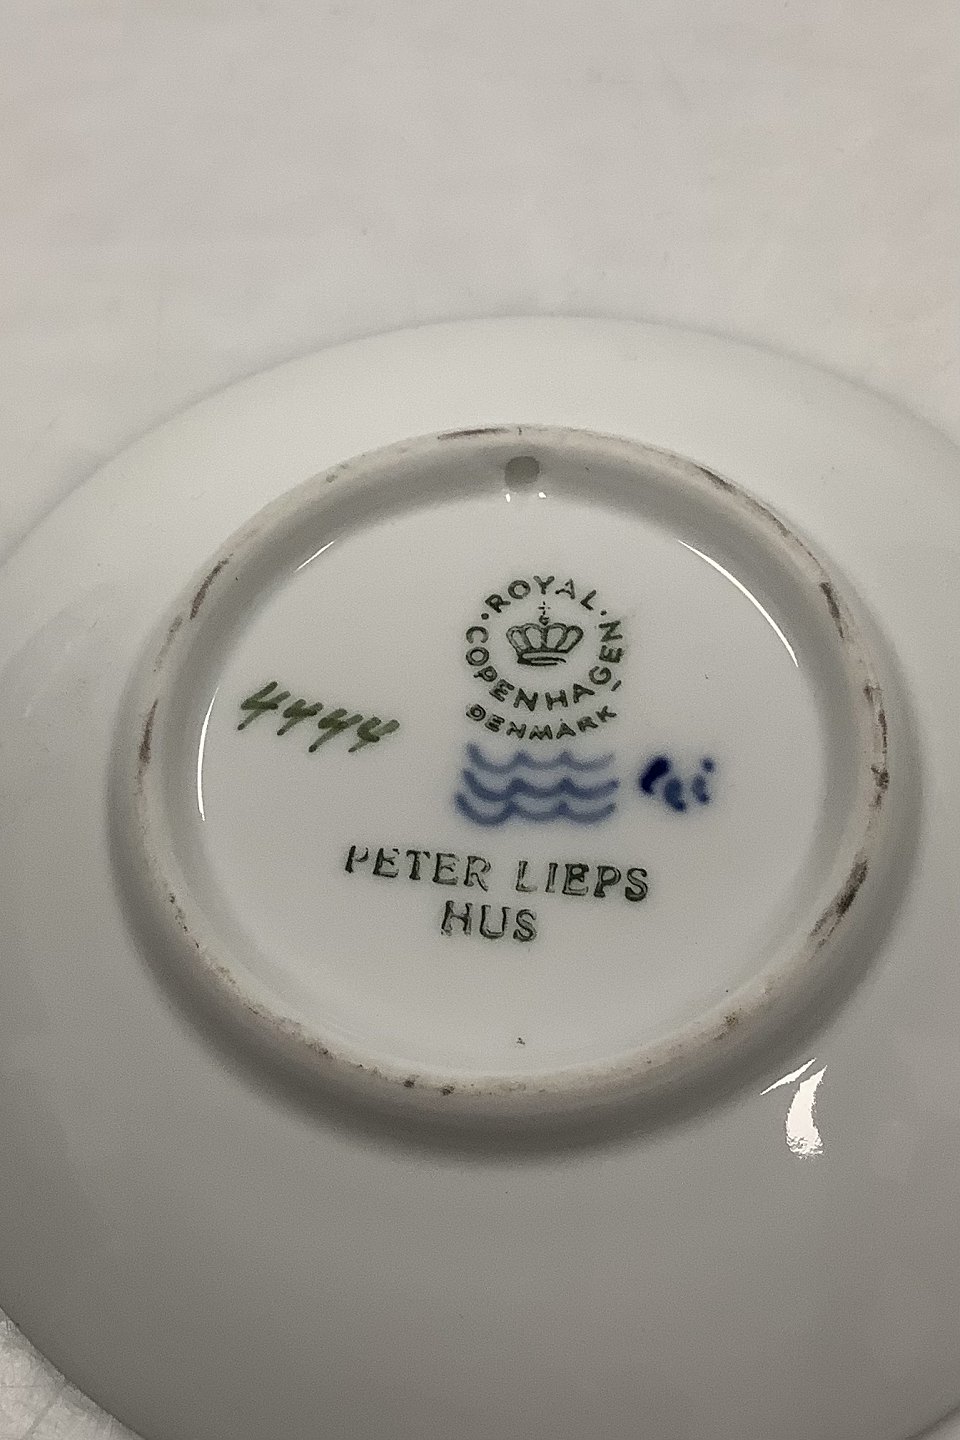 ROYAL
COPENHAGEN
DENMARK
4444
PETER LIEPS
HUS